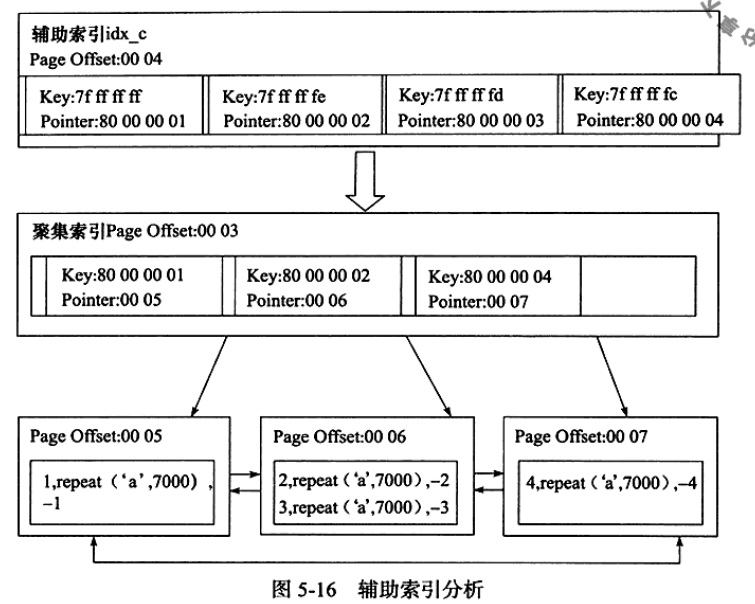 辅助索引idx_c
Page Offset:00 04
Key:7f ff ff ff
Pointer:80 00 00 01
Key:7f ff ff fe
Pointer:80 00 00 02
Key:7f ff ff fd
Pointer:80 00 00 03
Key:7f ff ff fc
Pointer:80 00 00 04
聚集索引Page Offset:00 03
Key:80 00 00 01
Pointer:00 05
Key:80 00 00 02
Pointer:00 06
Key:80 00 00 04
Pointer:00 07
Page Offset:00 05
1,repeat（‘a’,7000）,
−1
Page Offset:00 06
2,repeat（‘a’,7000）,−2
3,repeat（‘a’,7000）,−3
Page Offset:00 07
4,repeat（‘a’,7000）,−4
图 5-16 辅助索引分析